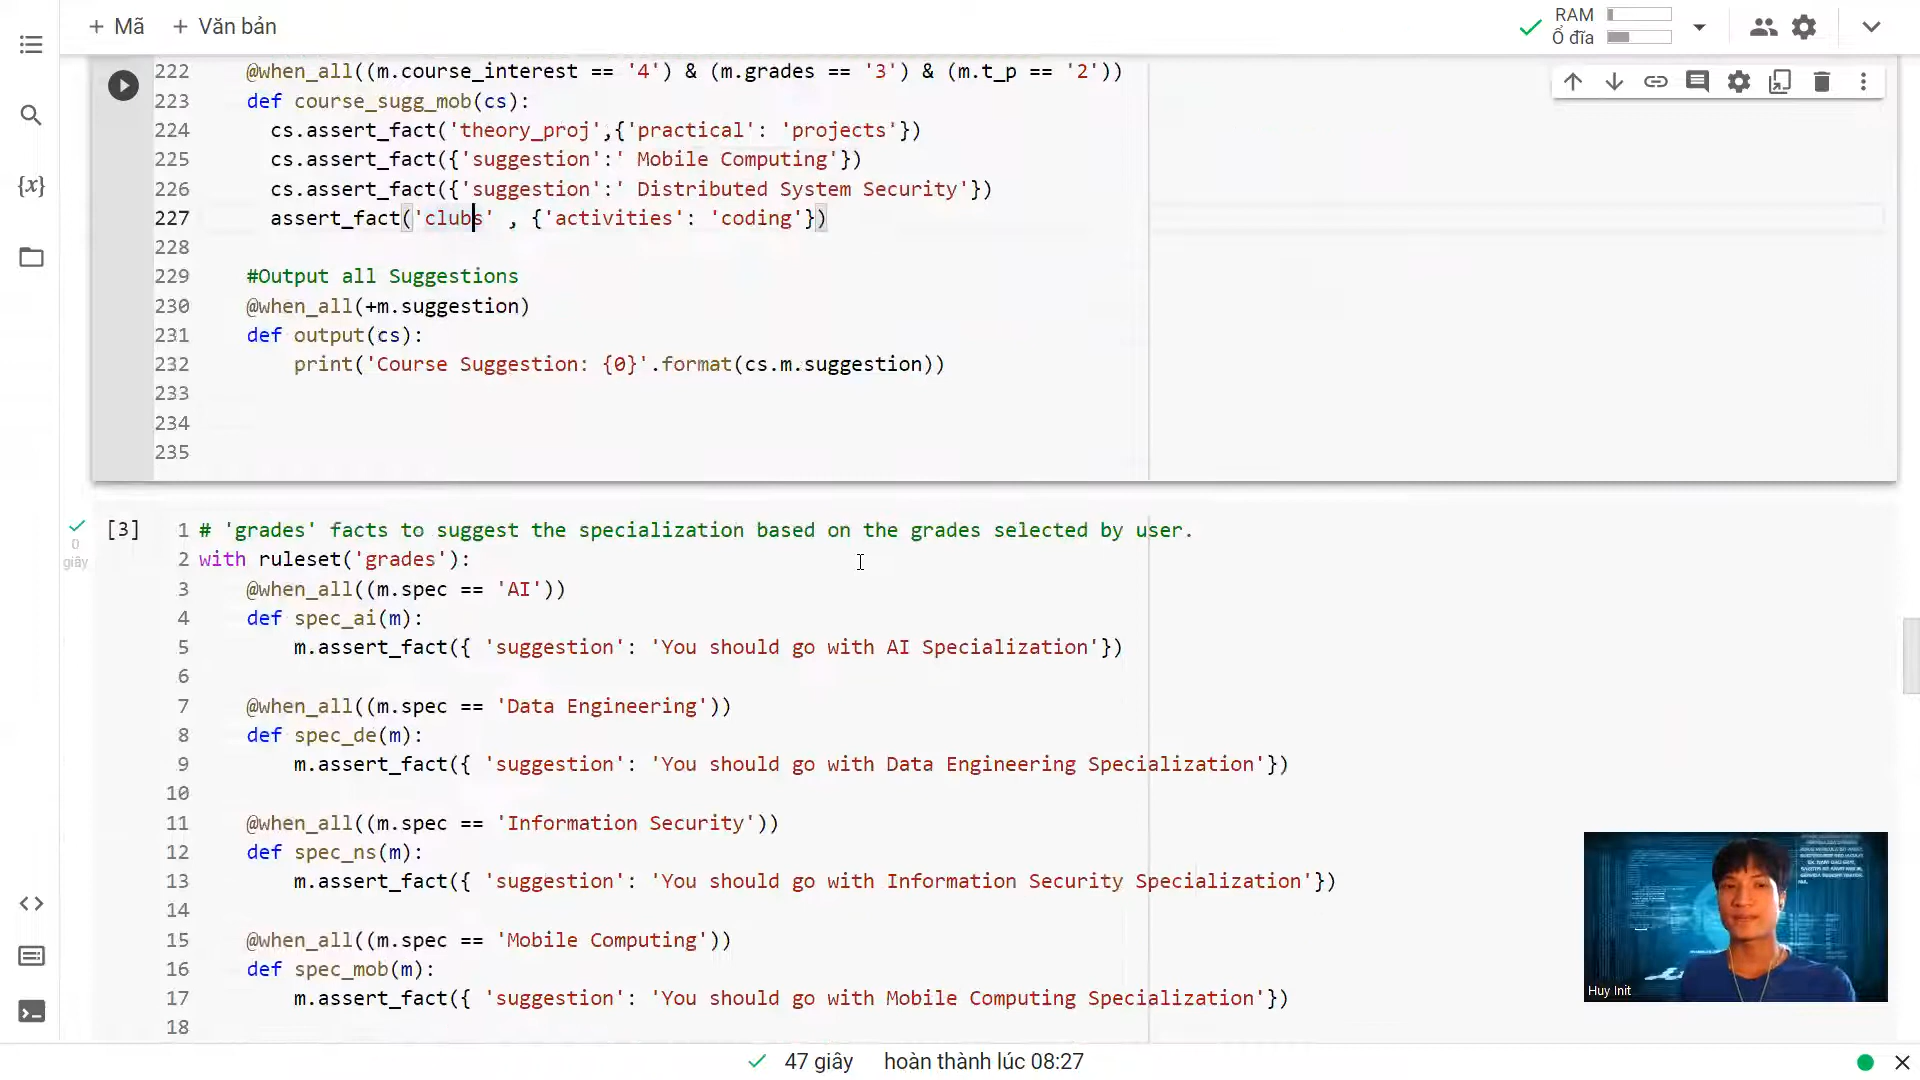 + Mã + Văn bản
RAM
Ổ đĩa
222 @when_all((m.course_interest == '4') & (m.grades == '3') & (m.t_p == '2'))
223 def course_sugg_mob(cs):
224 cs.assert_fact('theory_proj',{'practical': 'projects'})
225 cs.assert_fact({'suggestion':' Mobile Computing'})
226 cs.assert_fact({'suggestion':' Distributed System Security'})
227 assert_fact('clubs' , {'activities': 'coding'})
228
229 #Output all Suggestions
230 @when_all(+m.suggestion)
231 def output(cs):
232 print('Course Suggestion: {0}'.format(cs.m.suggestion))
233
234
235
[3]
0
giây
1 # 'grades' facts to suggest the specialization based on the grades selected by user.
2 with ruleset('grades'):
3 @when_all((m.spec == 'AI'))
4 def spec_ai(m):
5 m.assert_fact({ 'suggestion': 'You should go with AI Specialization'})
6
7 @when_all((m.spec == 'Data Engineering'))
8 def spec_de(m):
9 m.assert_fact({ 'suggestion': 'You should go with Data Engineering Specialization'})
10
11 @when_all((m.spec == 'Information Security'))
12 def spec_ns(m):
13 m.assert_fact({ 'suggestion': 'You should go with Information Security Specialization'})
14
15 @when_all((m.spec == 'Mobile Computing'))
16 def spec_mob(m):
17 m.assert_fact({ 'suggestion': 'You should go with Mobile Computing Specialization'})
18
Huy Init
47 giây hoàn thành lúc 08:27